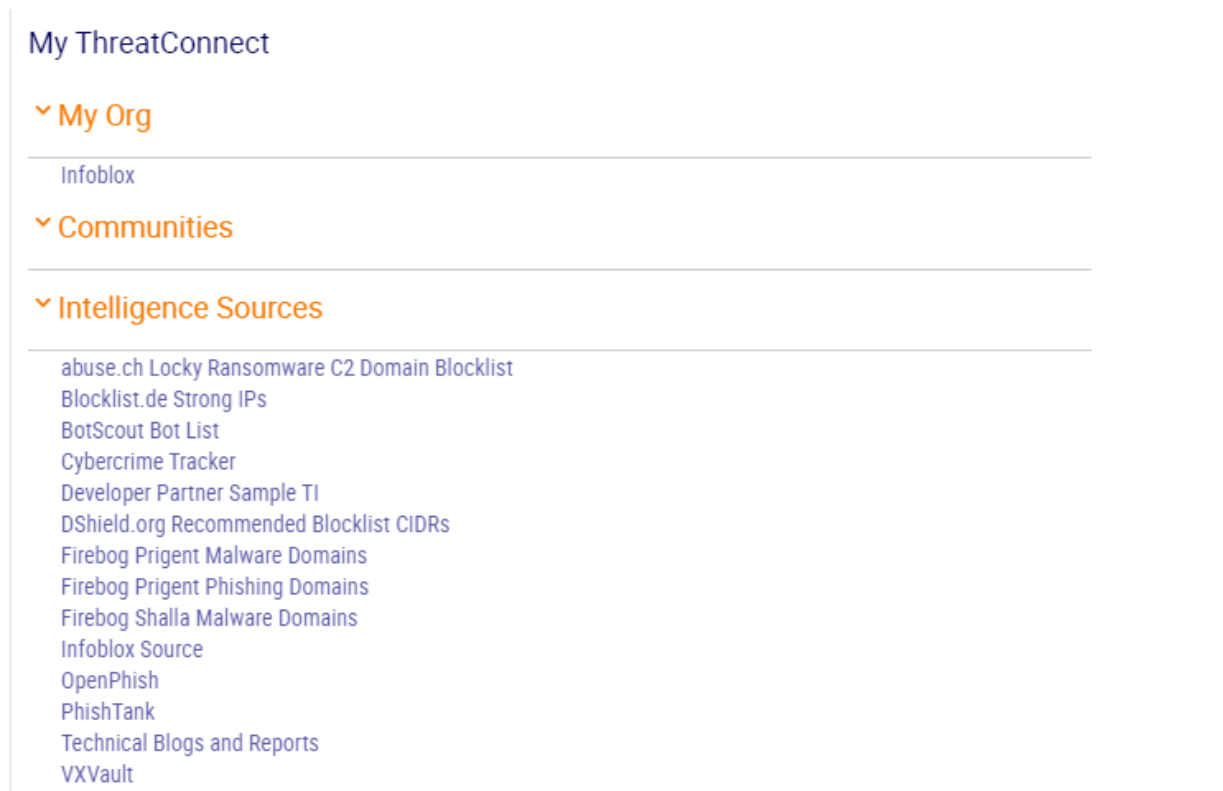 My ThreatConnect
My Org
Infoblox
Communities
Intelligence Sources
abuse.ch Locky Ransomware C2 Domain Blocklist
Blocklist.de Strong IPs
BotScout Bot List
Cybercrime Tracker
Developer Partner Sample TI
DShield.org Recommended Blocklist CIDRs
Firebog Prigent Malware Domains
Firebog Prigent Phishing Domains
Firebog Shalla Malware Domains
Infoblox Source
OpenPhish
PhishTank
Technical Blogs and Reports
VXVault